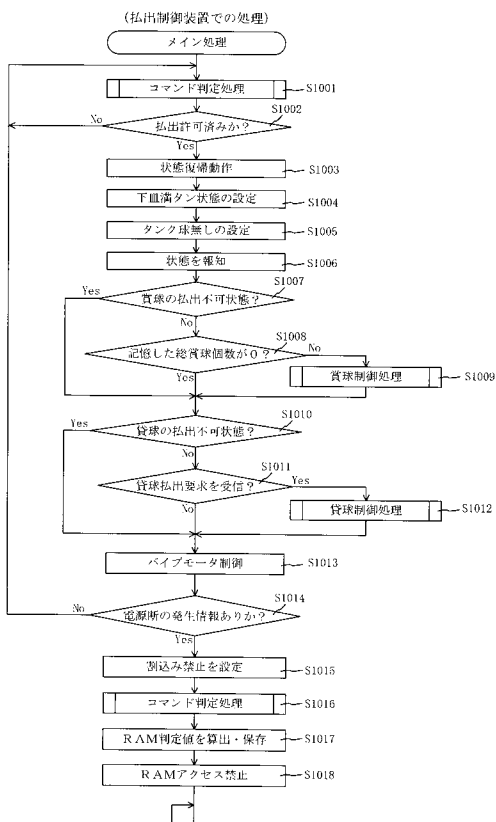 (払出制御装置での処理)
メイン処理
コマンド判定処理
S1001
S1002
No
払出許可済みか？
Yes
状態復帰動作
S1003
下皿満タン状態の設定
S1004
タンク球無しの設定
S1005
状態を報知
S1006
S1007
Yes
賞球の払出不可状態？
No
S1008
記憶した総賞球個数が０？
No
Yes
賞球制御処理
S1009
S1010
Yes
貸球の払出不可状態？
No
S1011
貸球払出要求を受信？
Yes
No
貸球制御処理
S1012
バイブモータ制御
S1013
S1014
No
電源断の発生情報ありか？
Yes
割込み禁止を設定
S1015
コマンド判定処理
S1016
ＲＡＭ判定値を算出・保存
S1017
ＲＡＭアクセス禁止
S1018